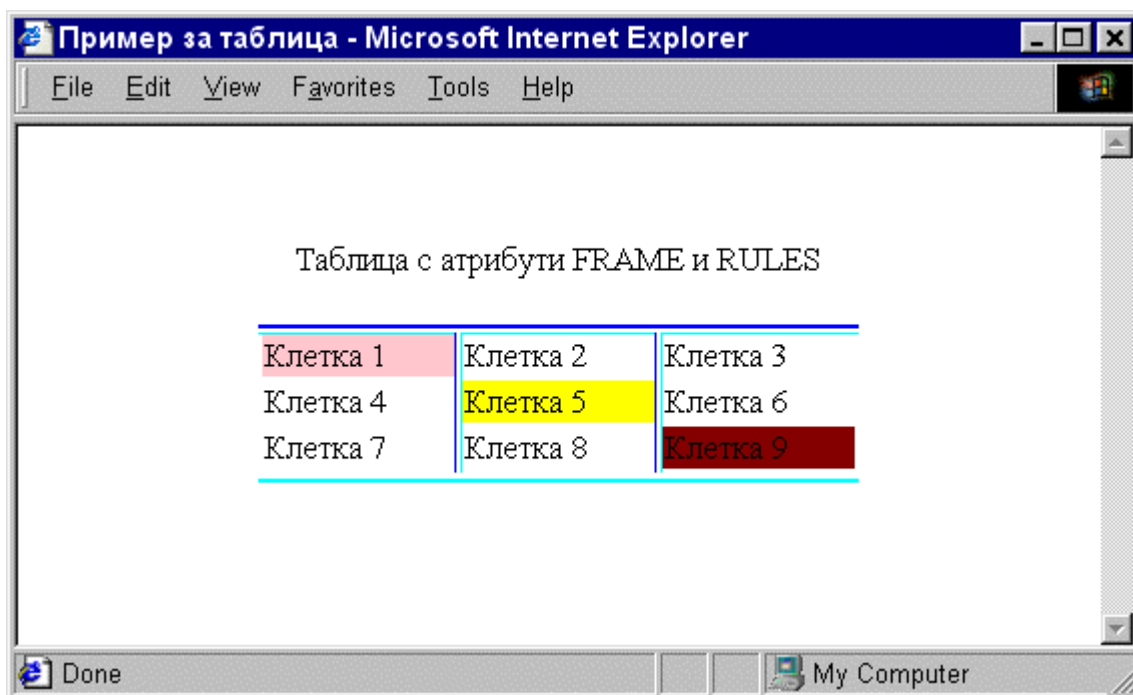 Пример за таблица - Microsoft Internet Explorer
File Edit View Favorites Tools Help
Таблица с атрибути FRAME и RULES
Клетка 1 Клетка 2 Клетка 3
Клетка 4 Клетка 5 Клетка 6
Клетка 7 Клетка 8 Клетка 9
Done My Computer